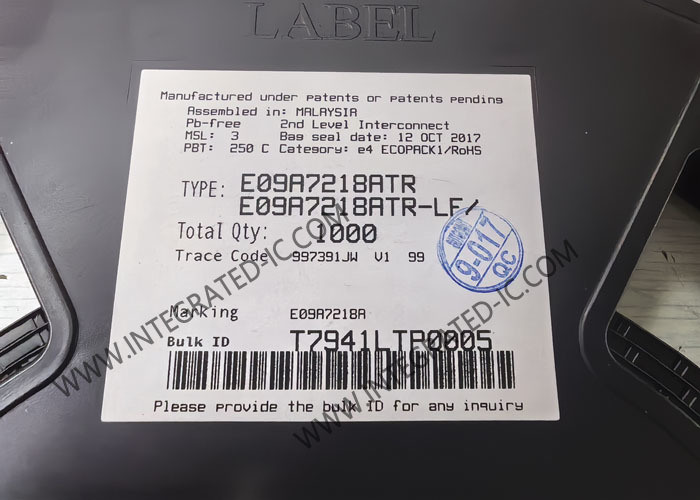 LABEL
Manufactured under patents or patents pending
Assembled in: MALAYSIA
Pb-free 2nd Level Interconnect
MSL: 3 Bag seal date: 12 OCT 2017
PBT: 250 C Category: e4 ECOPACK1/RoHS
TYPE: E09A7218ATR
E09A7218ATR-LF/
Total Qty: 1000
Trace Code 997391JW V1 99
9-017
QC
Marking E09A7218A
Bulk ID T7941LTR0005
Please provide the bulk ID for any inquiry
WWW.INTEGRATED-IC.COM
WWW.INTEGRATED-IC.COM